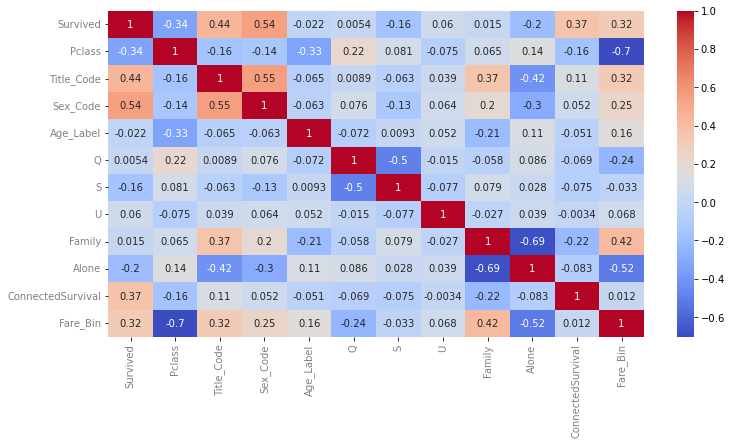 Survived 1 -0.34 0.44 0.54 -0.022 0.0054 -0.16 0.06 0.015 -0.2 0.37 0.32
Pclass -0.34 1 -0.16 -0.14 -0.33 0.22 0.081 -0.075 0.065 0.14 -0.16 -0.7
Title_Code 0.44 -0.16 1 0.55 -0.065 0.0089 -0.063 0.039 0.37 -0.42 0.11 0.32
Sex_Code 0.54 -0.14 0.55 1 -0.063 0.076 -0.13 0.064 0.2 -0.3 0.052 0.25
Age_Label -0.022 -0.33 -0.065 -0.063 1 -0.072 0.0093 0.052 -0.21 0.11 -0.051 0.16
Q 0.0054 0.22 0.0089 0.076 -0.072 1 -0.5 -0.015 -0.058 0.086 -0.069 -0.24
S -0.16 0.081 -0.063 -0.13 0.0093 -0.5 1 -0.077 0.079 0.028 -0.075 -0.033
U 0.06 -0.075 0.039 0.064 0.052 -0.015 -0.077 1 -0.027 0.039 -0.0034 0.068
Family 0.015 0.065 0.37 0.2 -0.21 -0.058 0.079 -0.027 1 -0.69 -0.22 0.42
Alone -0.2 0.14 -0.42 -0.3 0.11 0.086 0.028 0.039 -0.69 1 -0.083 -0.52
ConnectedSurvival 0.37 -0.16 0.11 0.052 -0.051 -0.069 -0.075 -0.0034 -0.22 -0.083 1 0.012
Fare_Bin 0.32 -0.7 0.32 0.25 0.16 -0.24 -0.033 0.068 0.42 -0.52 0.012 1
Survived
Pclass
Title_Code
Sex_Code
Age_Label
Q
S
U
Family
Alone
ConnectedSurvival
Fare_Bin
1.0
0.8
0.6
0.4
0.2
0.0
−0.2
−0.4
−0.6